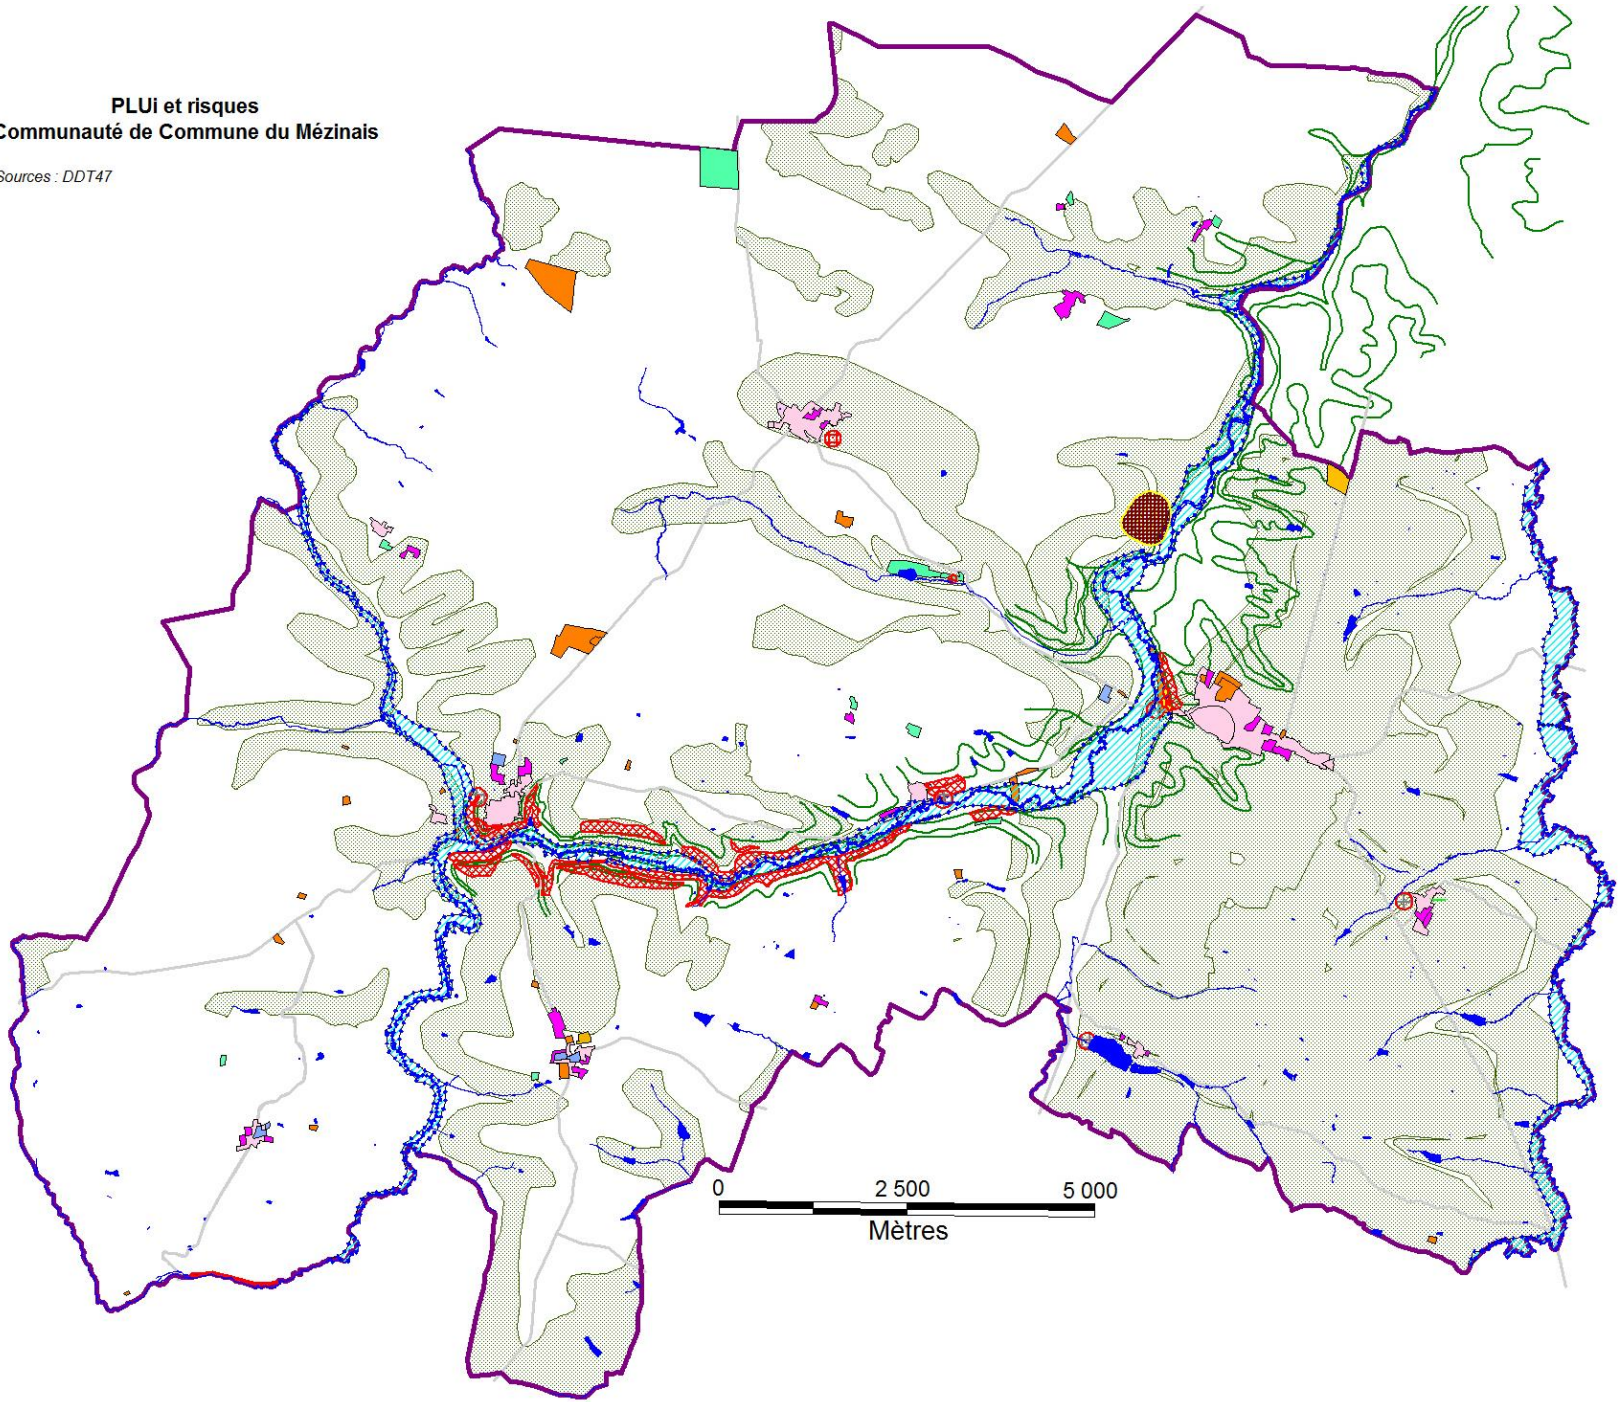 PLUi et risques
Communauté de Commune du Mézinais
Sources : DDT47
0 2 500 5 000
Mètres